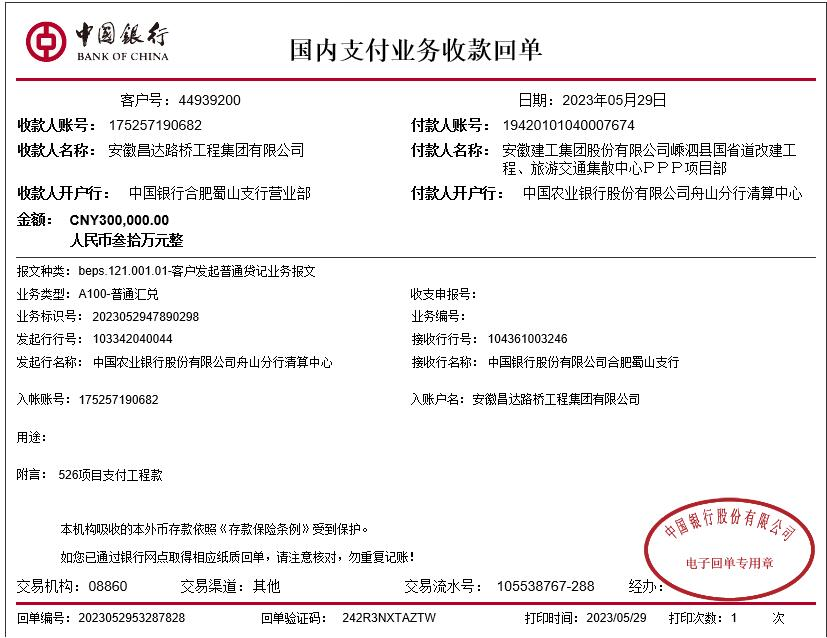 中国银行
BANK OF CHINA
国内支付业务收款回单
客户号：44939200 日期：2023年05月29日
收款人账号：175257190682 付款人账号：19420101040007674
收款人名称：安徽昌达路桥工程集团有限公司 付款人名称：安徽建工集团股份有限公司嵊泗县国省道改建工
程、旅游交通集散中心ＰＰＰ项目部
收款人开户行：中国银行合肥蜀山支行营业部 付款人开户行：中国农业银行股份有限公司舟山分行清算中心
金额：CNY300,000.00
人民币叁拾万元整
报文种类：beps.121.001.01-客户发起普通贷记业务报文
业务类型：A100-普通汇兑 收支申报号：
业务标识号：2023052947890298 业务编号：
发起行行号：103342040044 接收行行号：104361003246
发起行名称：中国农业银行股份有限公司舟山分行清算中心 接收行名称：中国银行股份有限公司合肥蜀山支行
入帐账号：175257190682 入账户名：安徽昌达路桥工程集团有限公司
用途：
附言：526项目支付工程款
本机构吸收的本外币存款依照《存款保险条例》受到保护。
如您已通过银行网点取得相应纸质回单，请注意核对，勿重复记账！
中国银行股份有限公司
电子回单专用章
交易机构：08860 交易渠道：其他 交易流水号：105538767-288 经办：
回单编号：2023052953287828 回单验证码：242R3NXTAZTW 打印时间：2023/05/29 打印次数：1 次